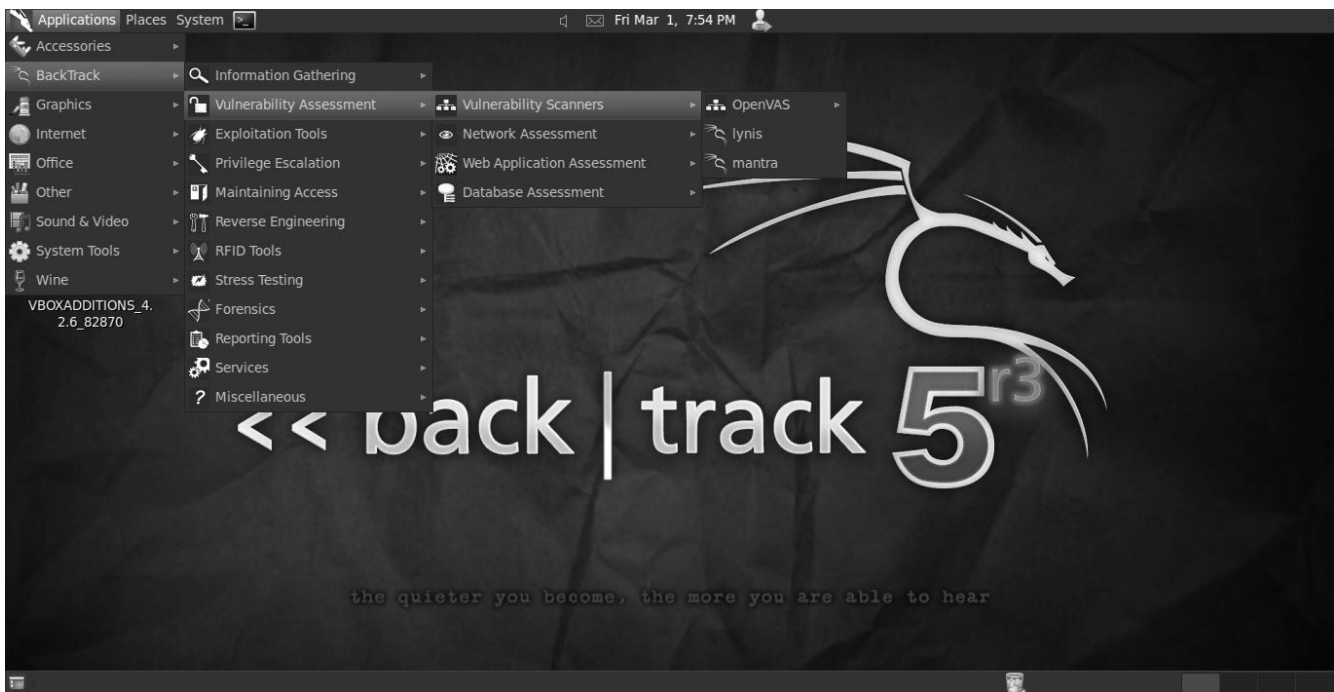 Applications Places System Fri Mar 1, 7:54 PM
Accessories
BackTrack
Graphics
Internet
Office
Other
Sound & Video
System Tools
Wine
Information Gathering
Vulnerability Assessment
Exploitation Tools
Privilege Escalation
Maintaining Access
Reverse Engineering
RFID Tools
Stress Testing
Forensics
Reporting Tools
Services
Miscellaneous
Vulnerability Scanners
Network Assessment
Web Application Assessment
Database Assessment
OpenVAS
lynis
mantra
VBOXADDITIONS_4.
2.6_82870
<< back | track 5 r3
the quieter you become, the more you are able to hear